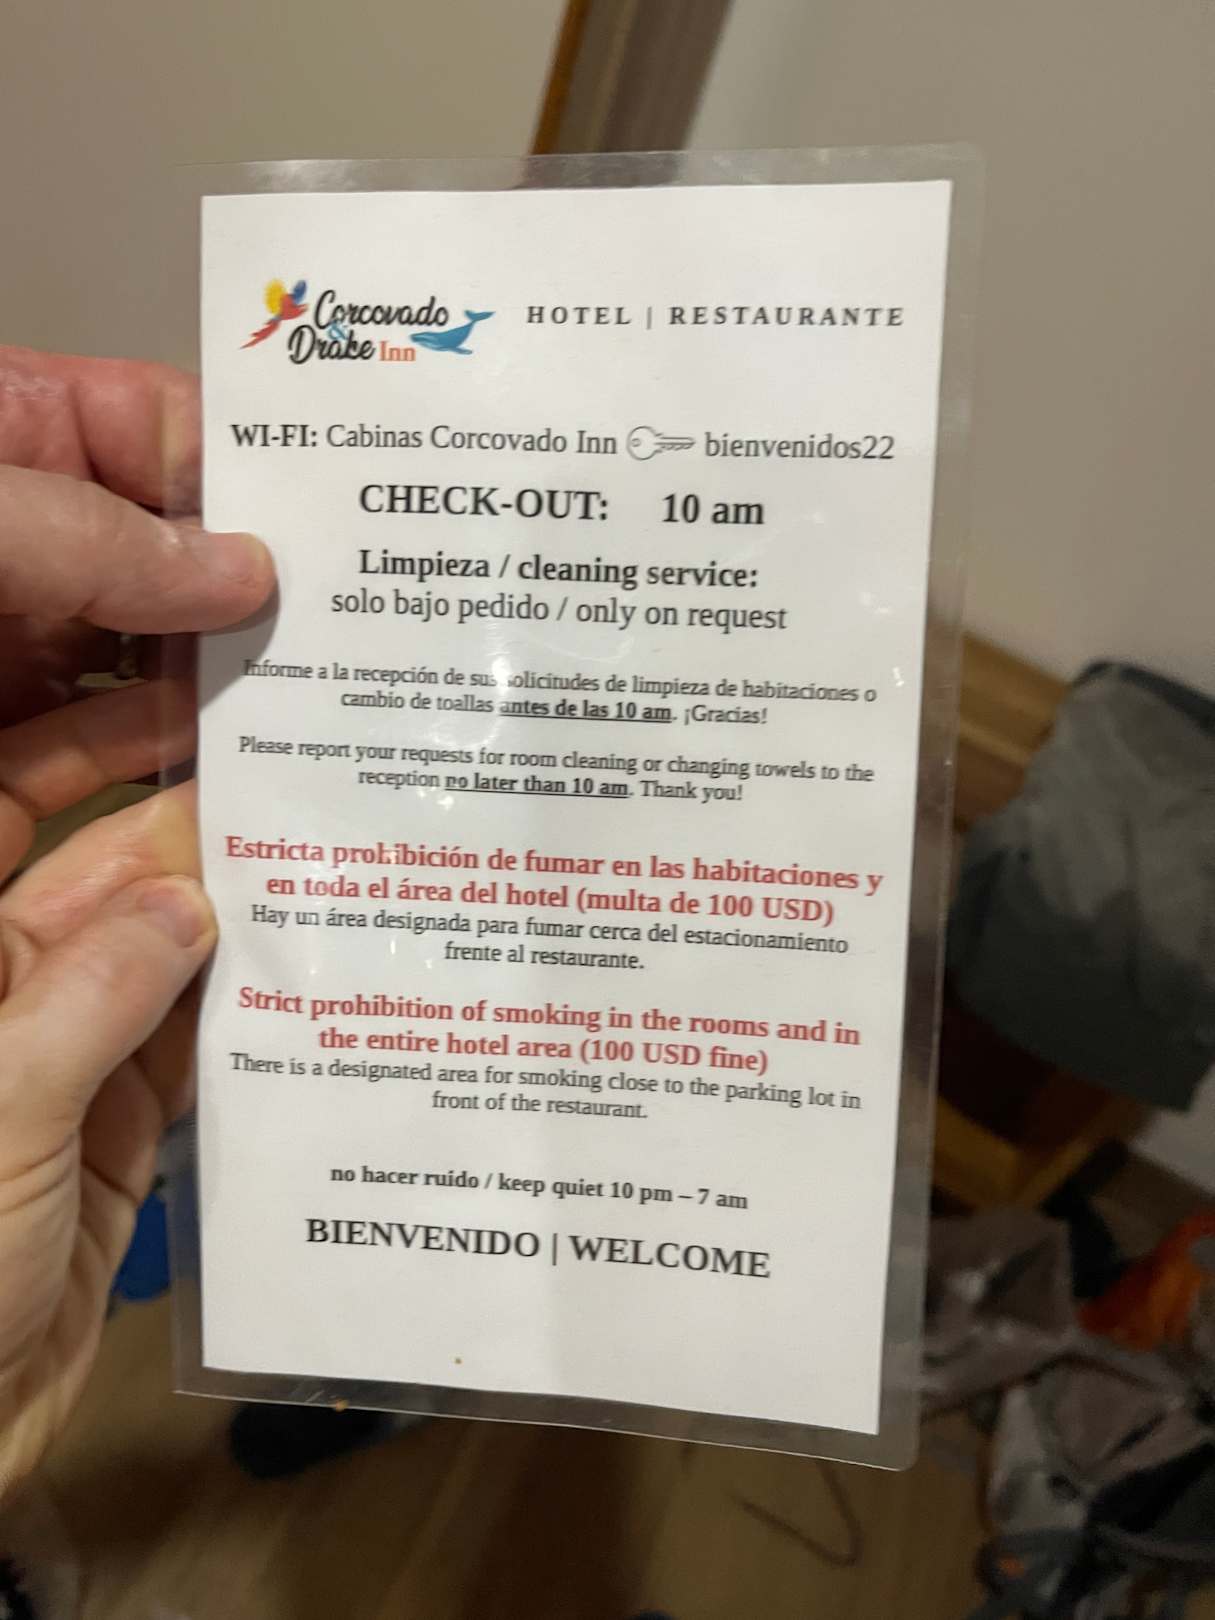 Corcovado
& Drake Inn
HOTEL | RESTAURANTE
WI-FI: Cabinas Corcovado Inn bienvenidos22
CHECK-OUT: 10 am
Limpieza / cleaning service:
solo bajo pedido / only on request
Informe a la recepción de sus solicitudes de limpieza de habitaciones o
cambio de toallas antes de las 10 am. ¡Gracias!
Please report your requests for room cleaning or changing towels to the
reception no later than 10 am. Thank you!
Estricta prohibición de fumar en las habitaciones y
en toda el área del hotel (multa de 100 USD)
Hay un área designada para fumar cerca del estacionamiento
frente al restaurante.
Strict prohibition of smoking in the rooms and in
the entire hotel area (100 USD fine)
There is a designated area for smoking close to the parking lot in
front of the restaurant.
no hacer ruido / keep quiet 10 pm – 7 am
BIENVENIDO | WELCOME